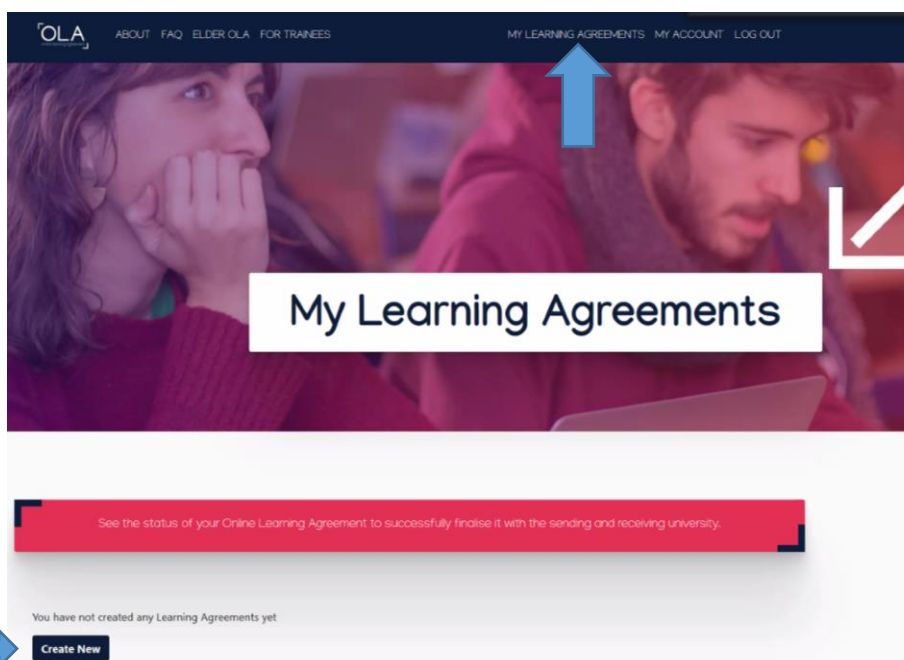 OLA
ABOUT FAQ ELDER OLA FOR TRAINEES MY LEARNING AGREEMENTS MY ACCOUNT LOG OUT
My Learning Agreements
See the status of your Online Learning Agreement to successfully finalise it with the sending and receiving university.
You have not created any Learning Agreements yet
Create New